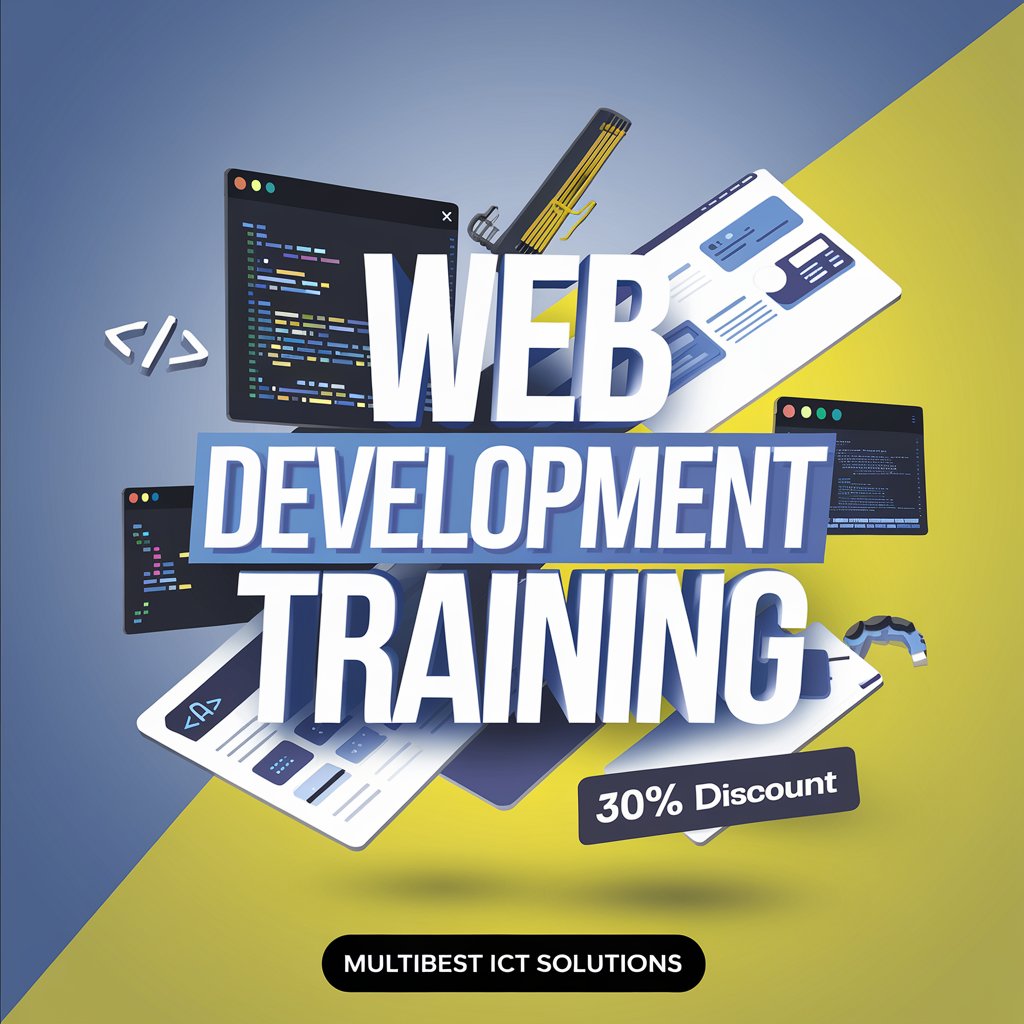 </>
WEB
DEVELOPMENT
TRAINING
<A>
30% Discount
MULTIBEST ICT SOLUTIONS